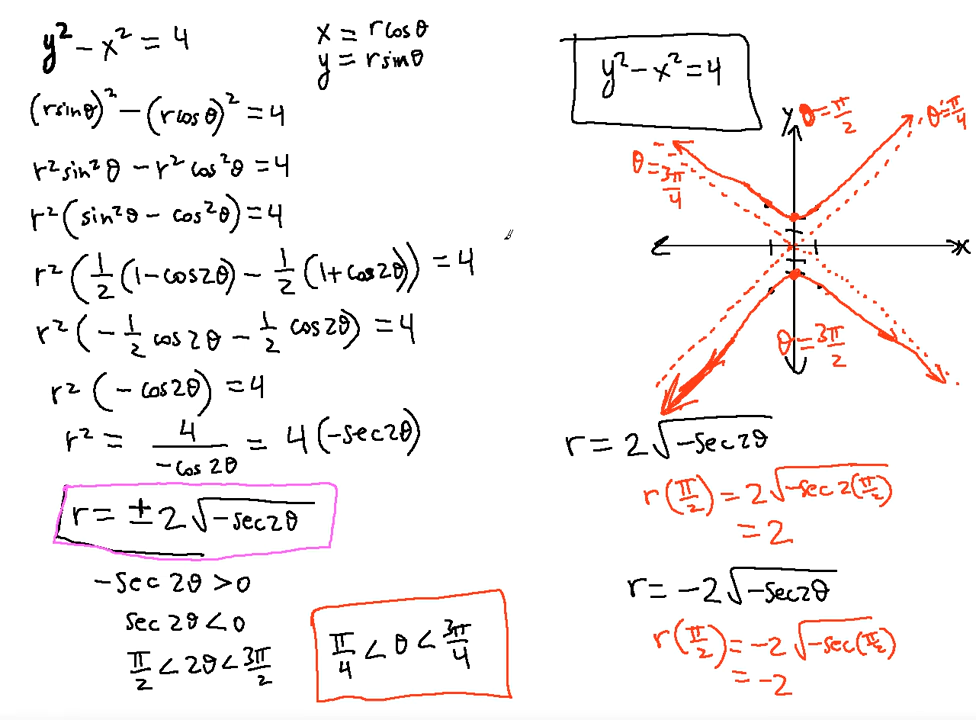 y² - x² = 4
x = r cos θ
y = r sin θ
(r sin θ)² - (r cos θ)² = 4
r² sin² θ - r² cos² θ = 4
r² (sin² θ - cos² θ) = 4
r² (1/2 (1 - cos 2θ) - 1/2 (1 + cos 2θ)) = 4
r² (- 1/2 cos 2θ - 1/2 cos 2θ) = 4
r² (- cos 2θ) = 4
r² = 4/(- cos 2θ) = 4 (- sec 2θ)
r = ± 2 √(- sec 2θ)
- sec 2θ > 0
sec 2θ < 0
π/2 < 2θ < 3π/2
π/4 < θ < 3π/4
y² - x² = 4
y
θ = π/2
θ = π/4
θ = 3π/4
x
θ = 3π/2
r = 2 √(- sec 2θ)
r(π/2) = 2 √(- sec 2(π/2))
= 2
r = -2 √(- sec 2θ)
r(π/2) = -2 √(- sec (π/2))
= -2